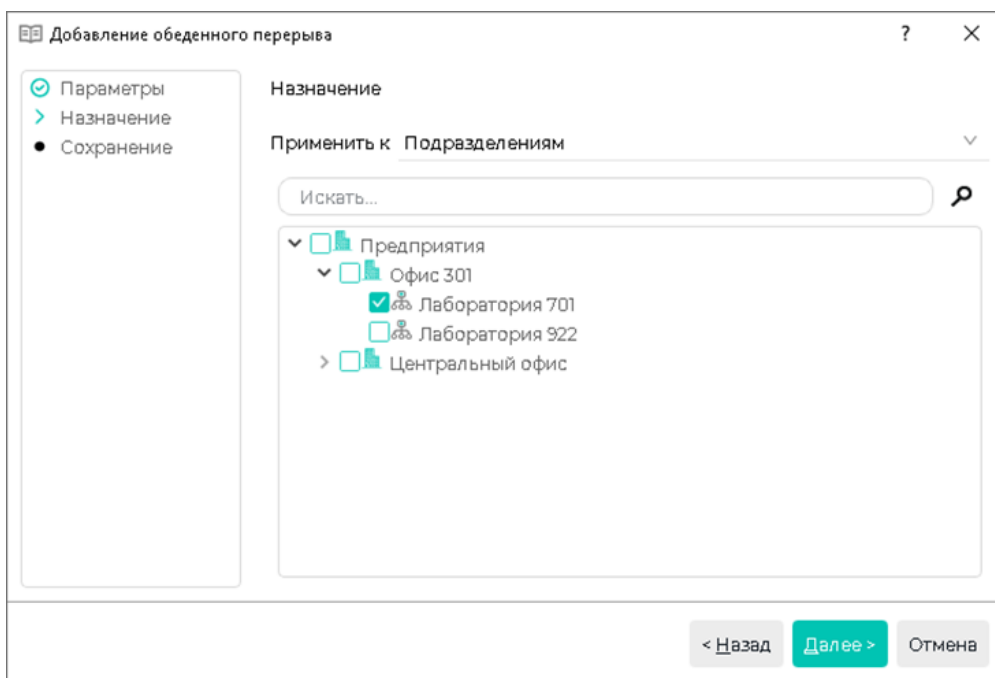 Добавление обеденного перерыва
?
Параметры
Назначение
Сохранение
Назначение
Применить к Подразделениям
Искать...
Предприятия
Офис 301
Лаборатория 701
Лаборатория 922
Центральный офис
< Назад
Далее >
Отмена